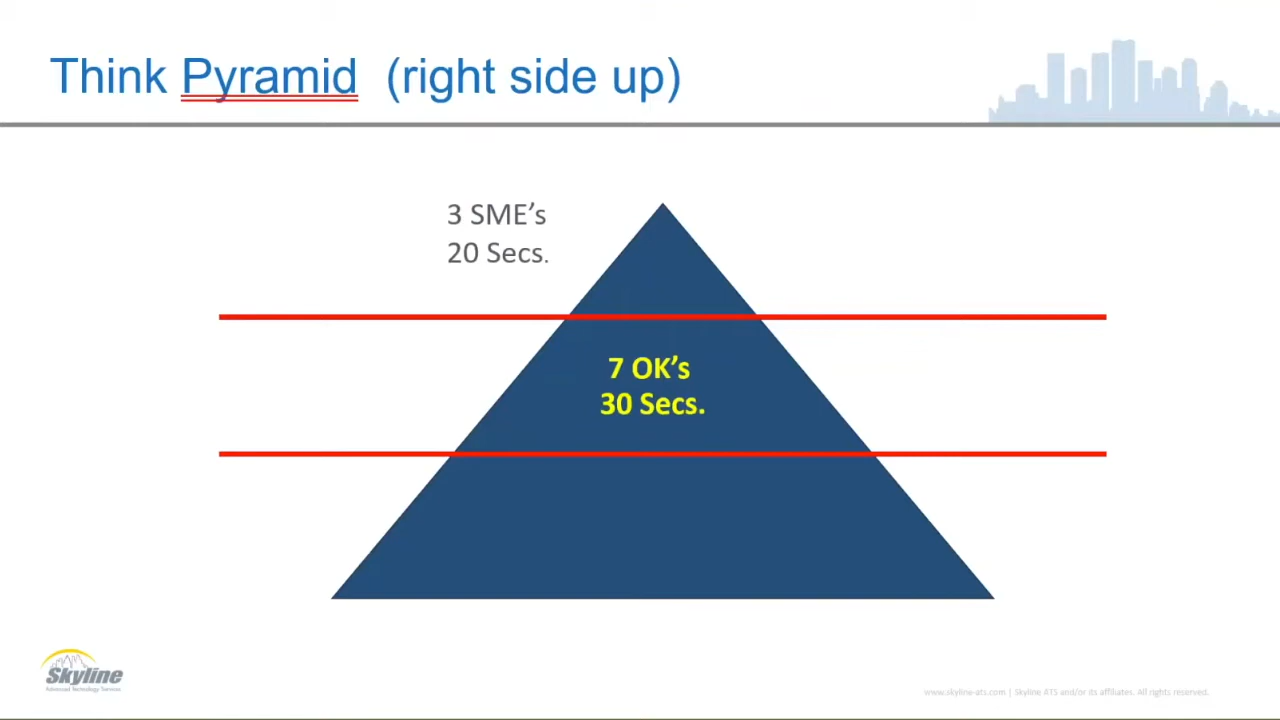 Think Pyramid (right side up)
3 SME’s
20 Secs.
7 OK’s
30 Secs.
Skyline
Advanced Technology Services
www.skyline-ats.com | Skyline ATS and/or its affiliates. All rights reserved.